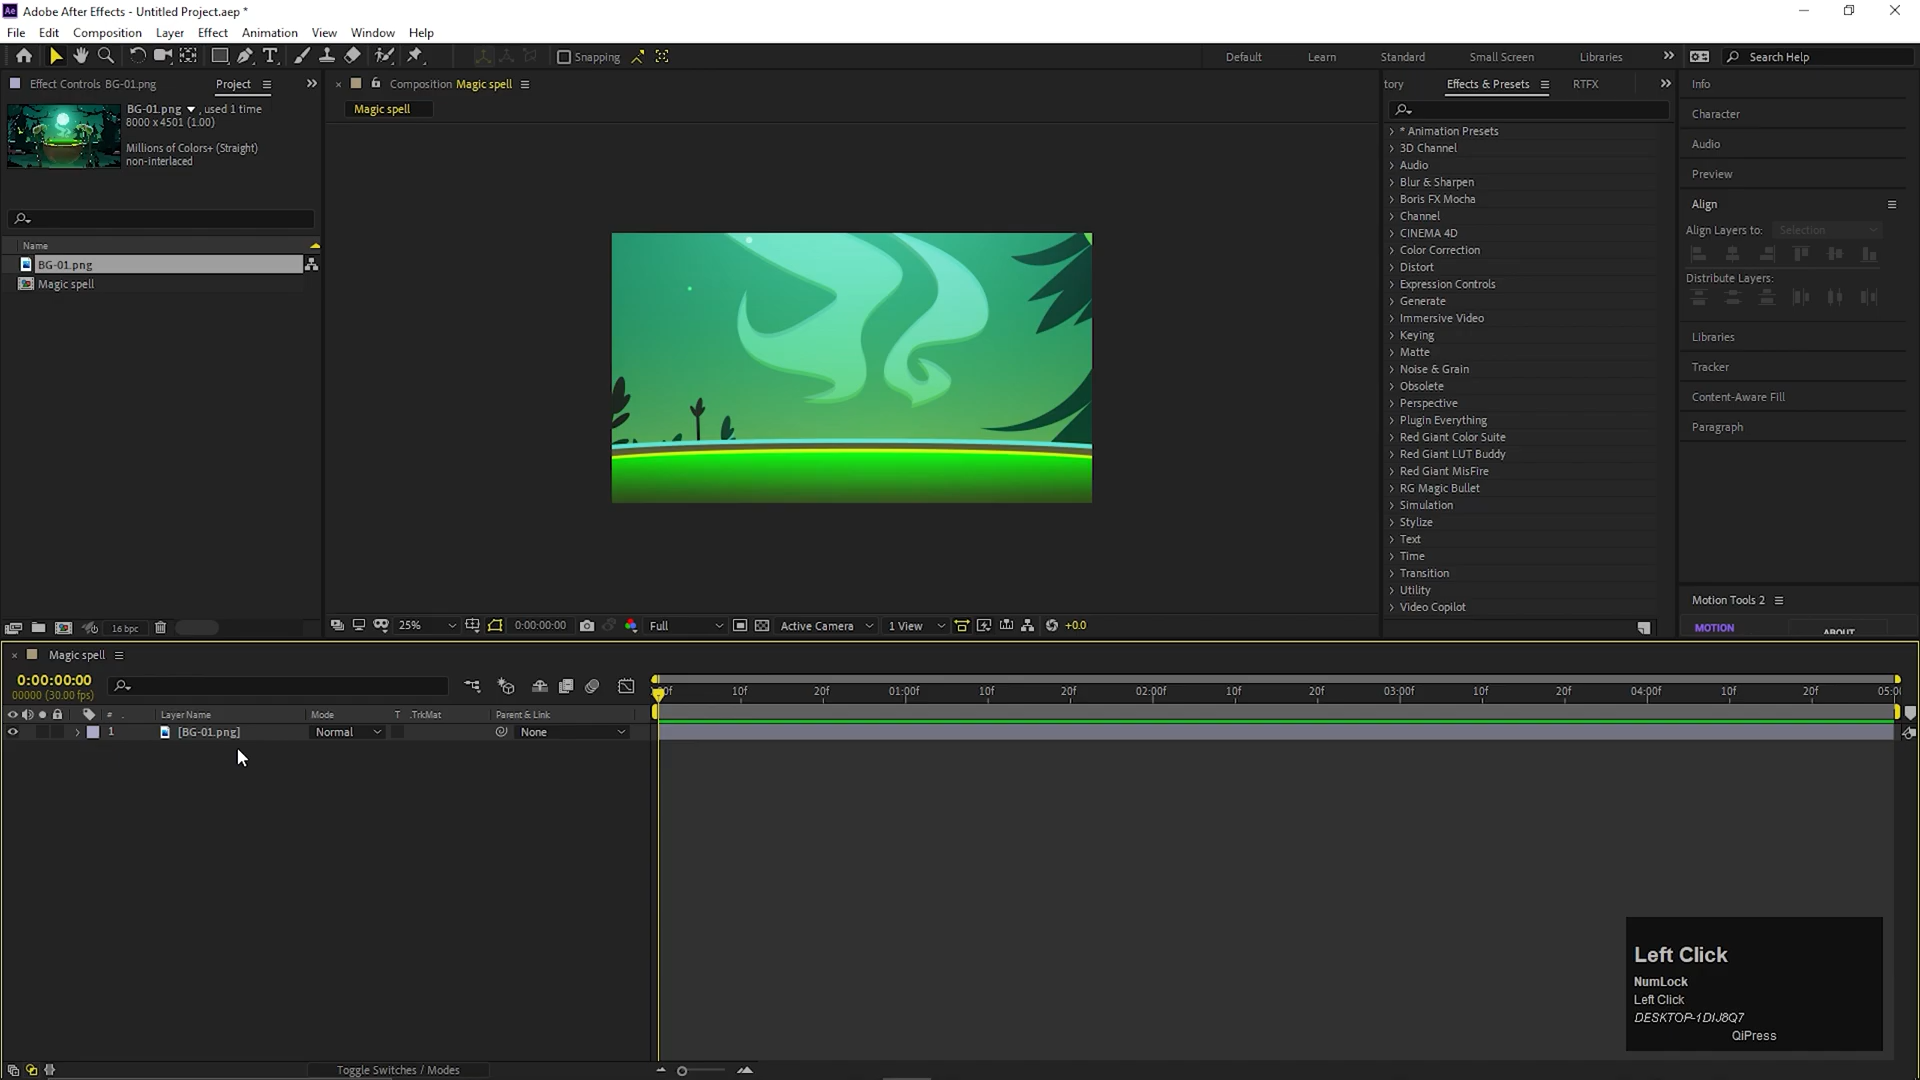 Adobe After Effects - Untitled Project.aep *
File Edit Composition Layer Effect Animation View Window Help
Snapping
Default Learn Standard Small Screen Libraries Search Help
Effect Controls BG-01.png Project
BG-01.png , used 1 time
8000 x 4501 (1.00)
Millions of Colors+ (Straight)
non-interlaced
Name
BG-01.png
Magic spell
16 bpc
Composition Magic spell
Magic spell
25% 0:00:00:00 Full Active Camera 1 View +0.0
tory Effects & Presets RTFX
* Animation Presets
3D Channel
Audio
Blur & Sharpen
Boris FX Mocha
Channel
CINEMA 4D
Color Correction
Distort
Expression Controls
Generate
Immersive Video
Keying
Matte
Noise & Grain
Obsolete
Perspective
Plugin Everything
Red Giant Color Suite
Red Giant LUT Buddy
Red Giant MisFire
RG Magic Bullet
Simulation
Stylize
Text
Time
Transition
Utility
Video Copilot
Info
Character
Audio
Preview
Align
Align Layers to: Selection
Distribute Layers:
Libraries
Tracker
Content-Aware Fill
Paragraph
Motion Tools 2
MOTION ABOUT
Magic spell
0:00:00:00
00000 (30.00 fps)
10f 20f 01:00f 10f 20f 02:00f 10f 20f 03:00f 10f 20f 04:00f 10f 20f
# Layer Name Mode T .TrkMat Parent & Link
1 [BG-01.png] Normal None
Left Click
NumLock
Left Click
DESKTOP-1DIJ8Q7
QiPress
Toggle Switches / Modes